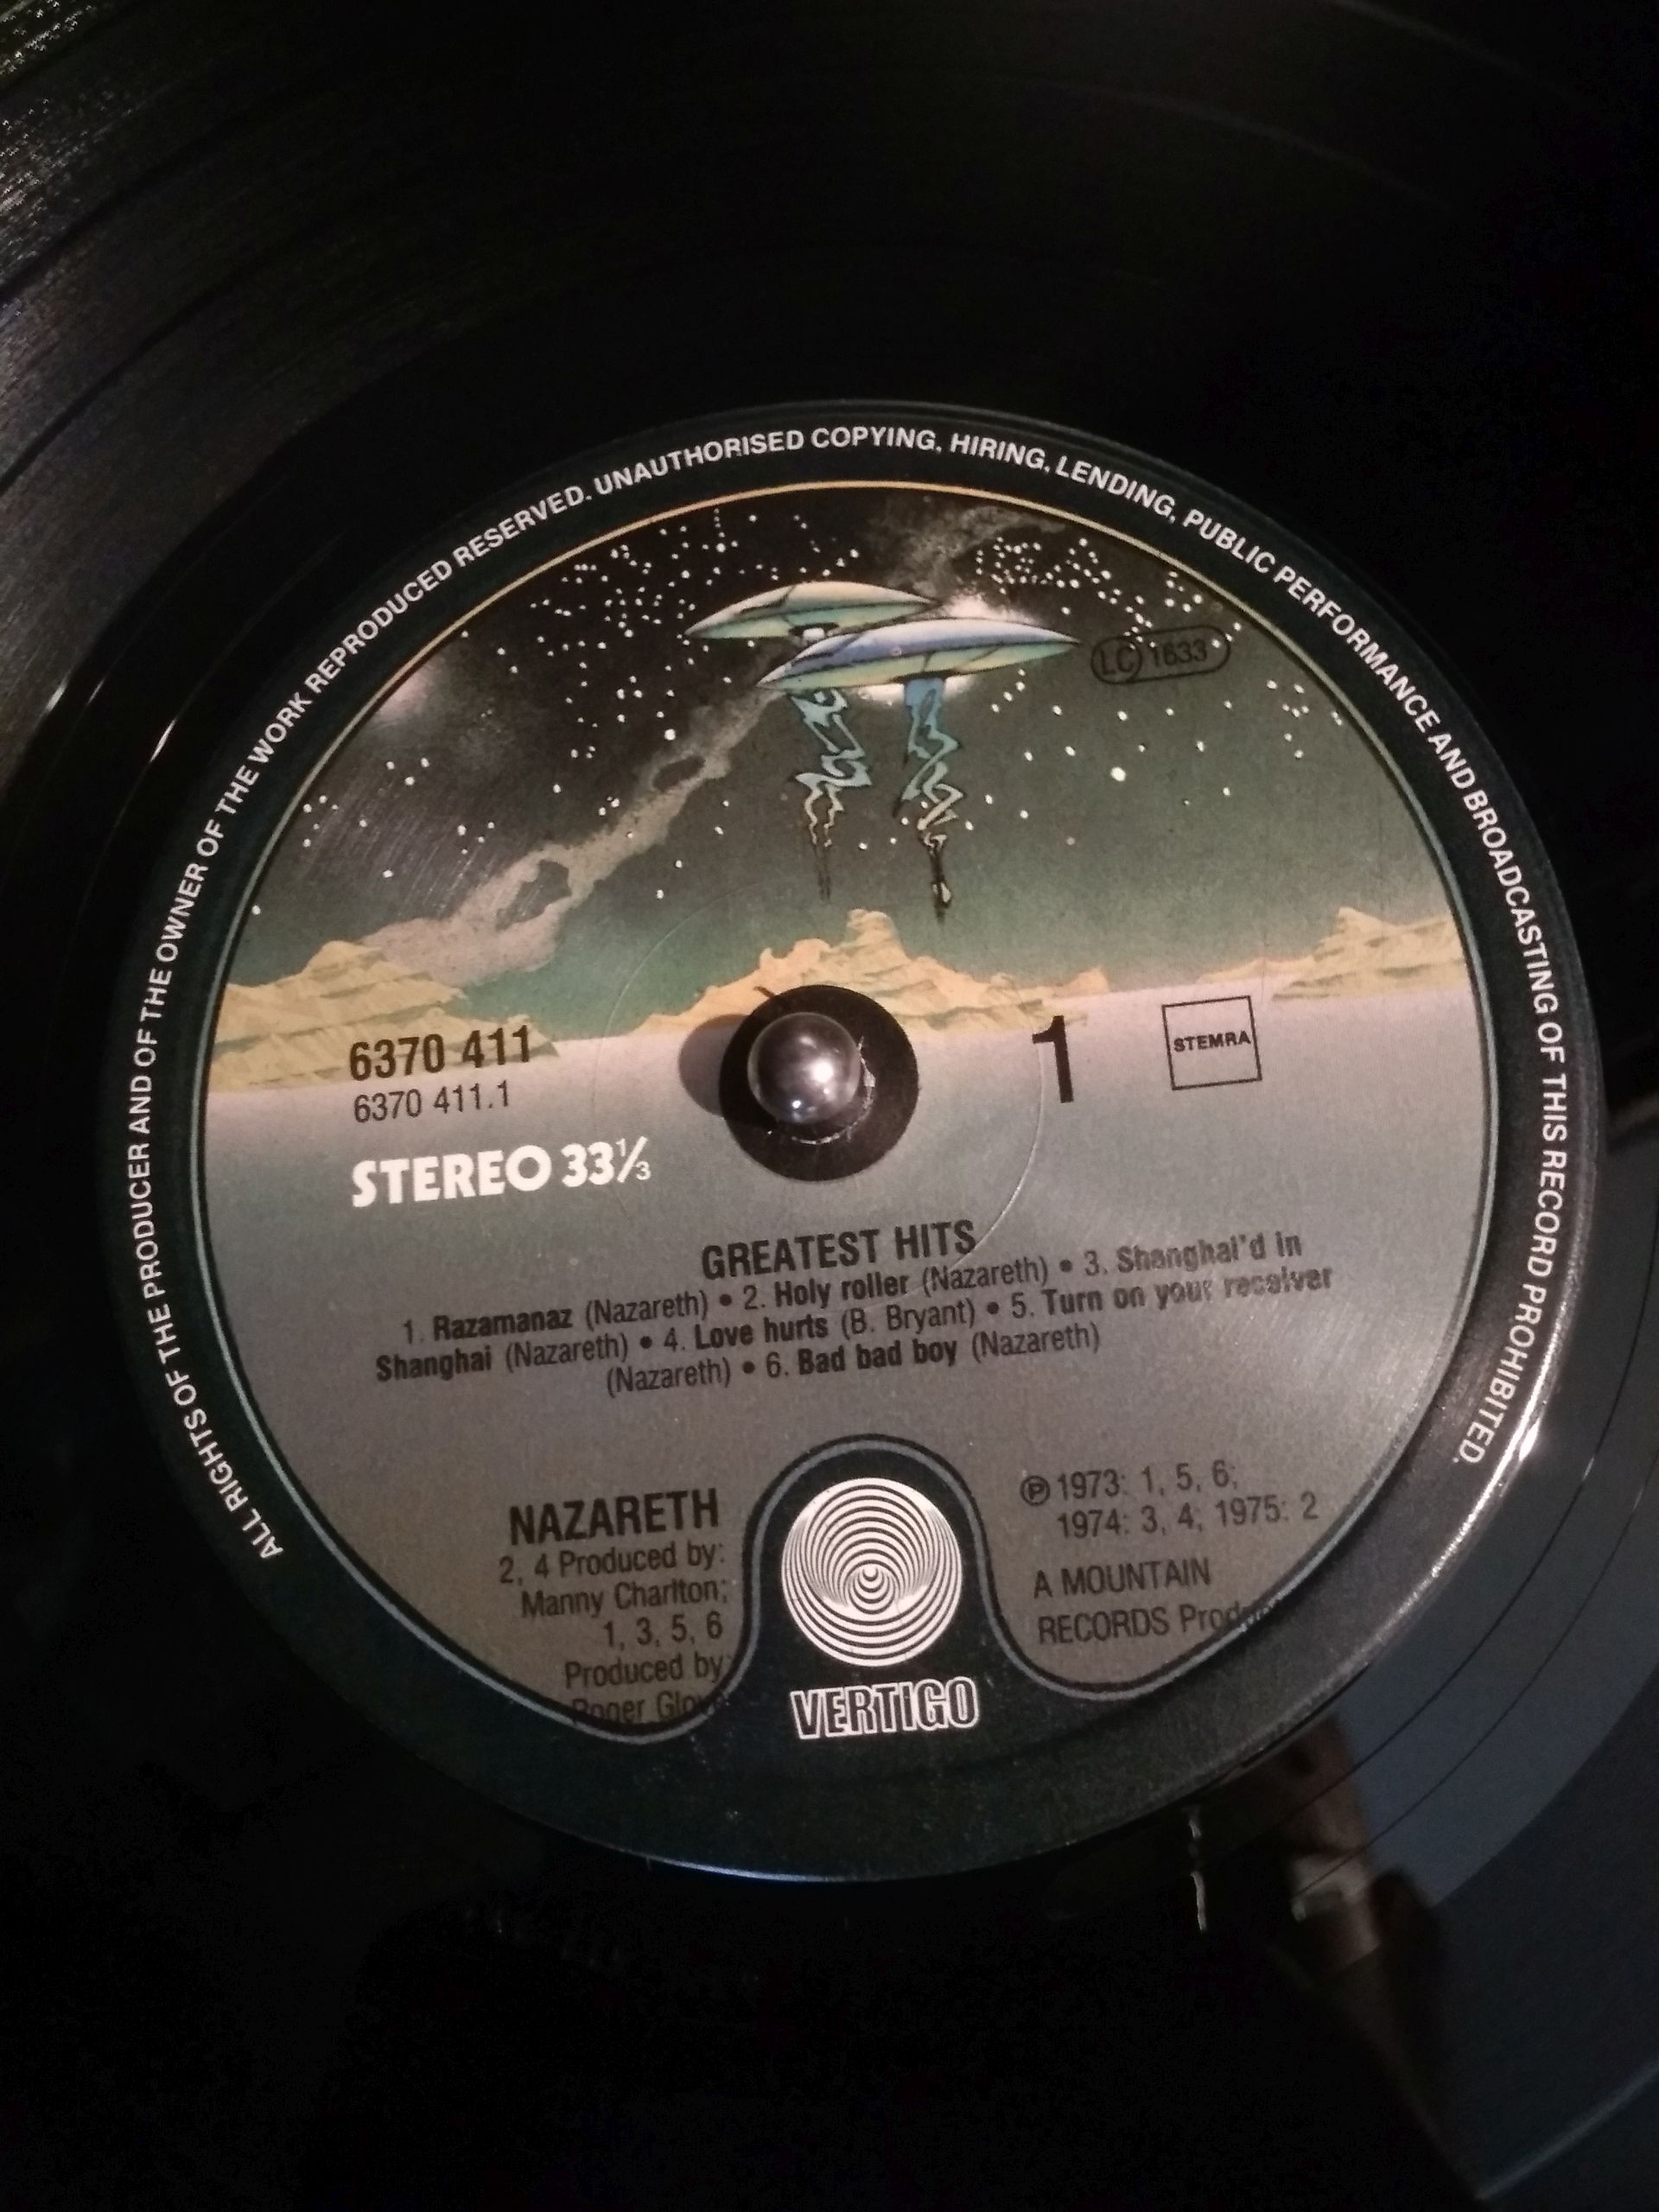 ALL RIGHTS OF THE PRODUCER AND OF THE OWNER OF THE WORK REPRODUCED RESERVED. UNAUTHORISED COPYING, HIRING, LENDING, PUBLIC PERFORMANCE AND BROADCASTING OF THIS RECORD PROHIBITED.
LC 1633
6370 411
6370 411.1
1
STEMRA
STEREO 33⅓
GREATEST HITS
1. Razamanaz (Nazareth) • 2. Holy roller (Nazareth) • 3. Shanghai'd in
Shanghai (Nazareth) • 4. Love hurts (B. Bryant) • 5. Turn on your receiver
(Nazareth) • 6. Bad bad boy (Nazareth)
NAZARETH
2, 4 Produced by:
Manny Charlton;
1, 3, 5, 6
Produced by:
Roger
℗ 1973: 1, 5, 6;
1974: 3, 4; 1975: 2
A MOUNTAIN
RECORDS
VERTIGO